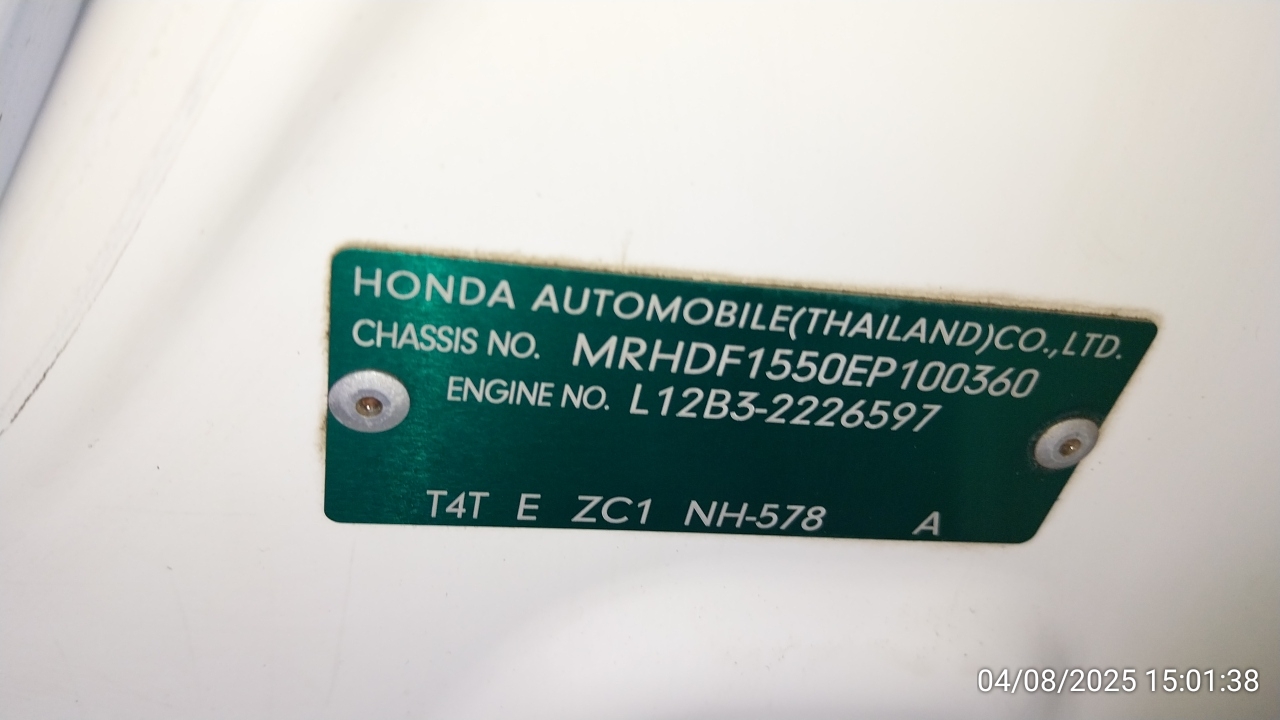 HONDA AUTOMOBILE(THAILAND)CO.,LTD.
CHASSIS NO. MRHDF1550EP100360
ENGINE NO. L12B3-2226597
T4T E ZC1 NH-578 A
04/08/2025 15:01:38